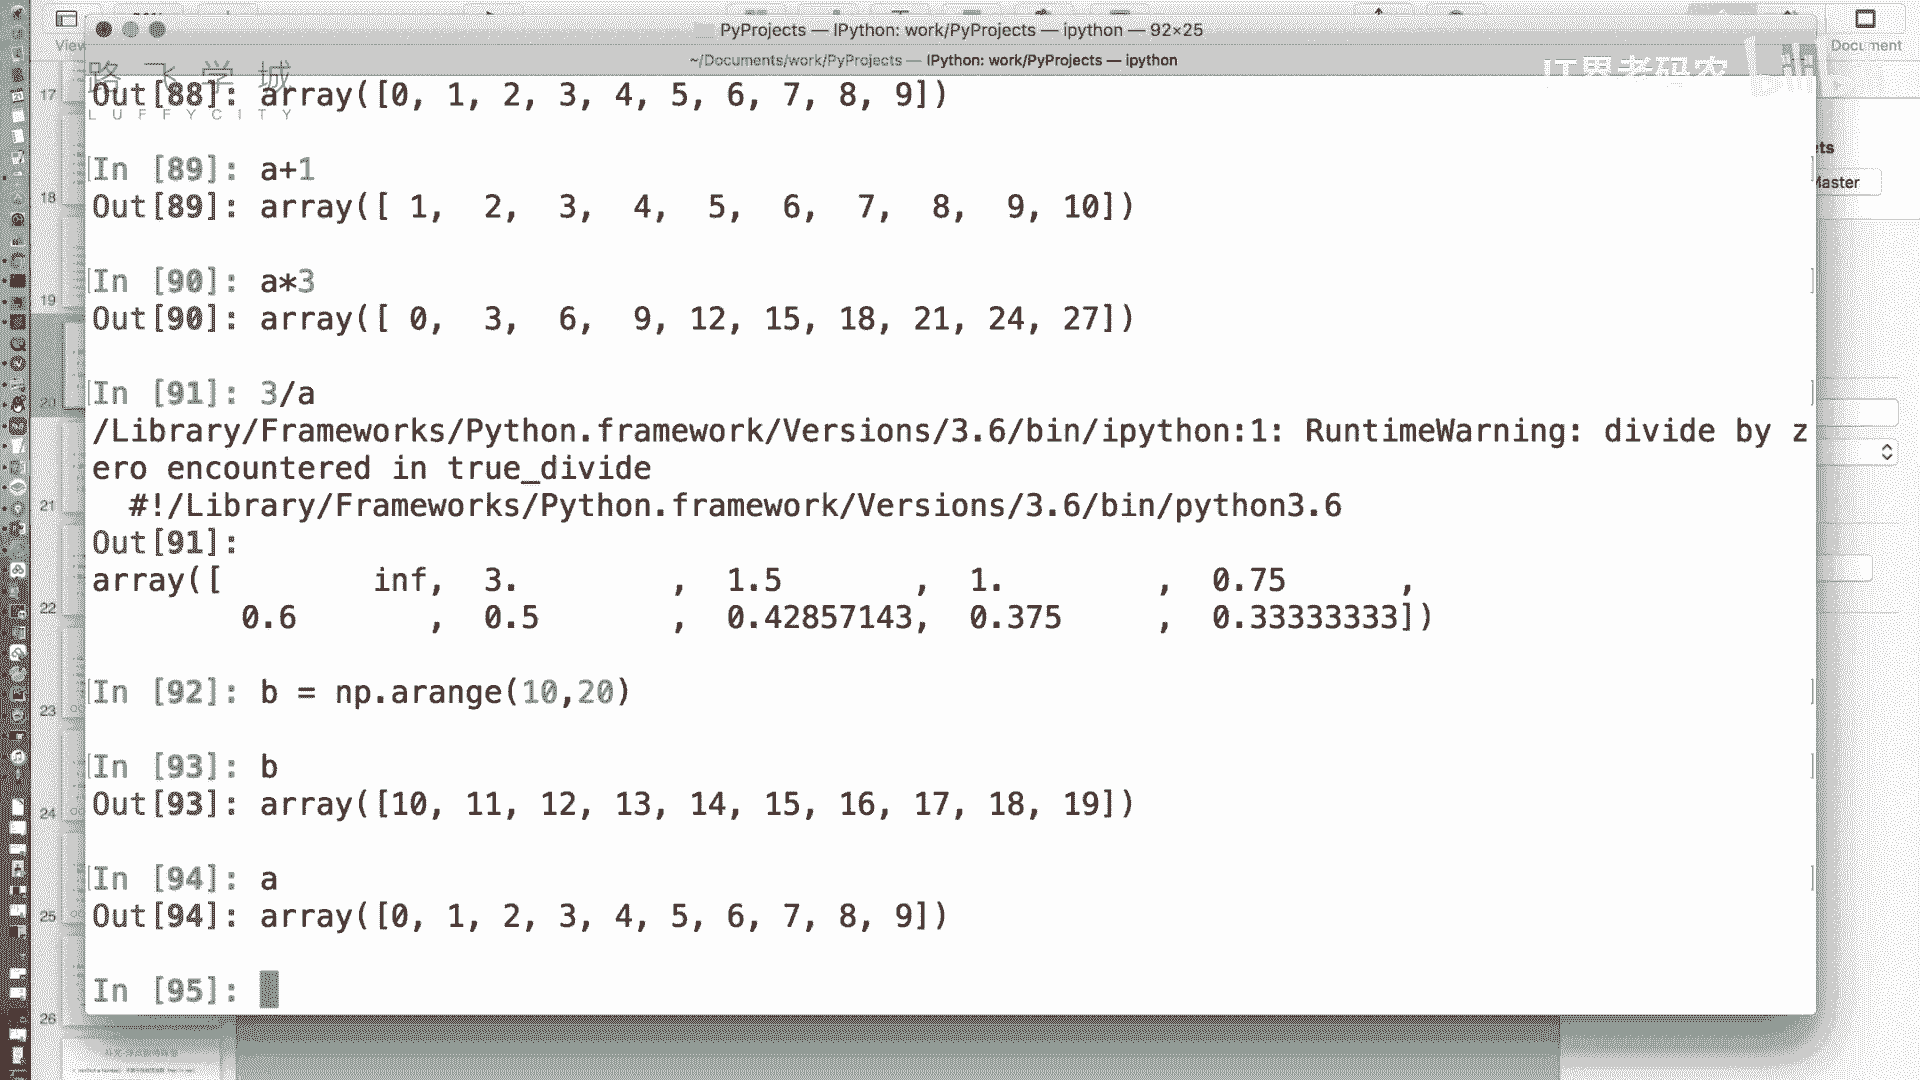 PyProjects — IPython: work/PyProjects — ipython — 92×25
View
Document
~/Documents/work/PyProjects — IPython: work/PyProjects — ipython
路飞学城
LUFFYCITY
IT界老码农
Out[88]: array([0, 1, 2, 3, 4, 5, 6, 7, 8, 9])
In [89]: a+1
Out[89]: array([ 1,  2,  3,  4,  5,  6,  7,  8,  9, 10])
In [90]: a*3
Out[90]: array([ 0,  3,  6,  9, 12, 15, 18, 21, 24, 27])
In [91]: 3/a
/Library/Frameworks/Python.framework/Versions/3.6/bin/ipython:1: RuntimeWarning: divide by z
ero encountered in true_divide
  #!/Library/Frameworks/Python.framework/Versions/3.6/bin/python3.6
Out[91]:
array([        inf,  3.        ,  1.5       ,  1.        ,  0.75      ,
        0.6       ,  0.5       ,  0.42857143,  0.375     ,  0.33333333])
In [92]: b = np.arange(10,20)
In [93]: b
Out[93]: array([10, 11, 12, 13, 14, 15, 16, 17, 18, 19])
In [94]: a
Out[94]: array([0, 1, 2, 3, 4, 5, 6, 7, 8, 9])
In [95]:
17
18
19
20
21
22
23
24
25
26